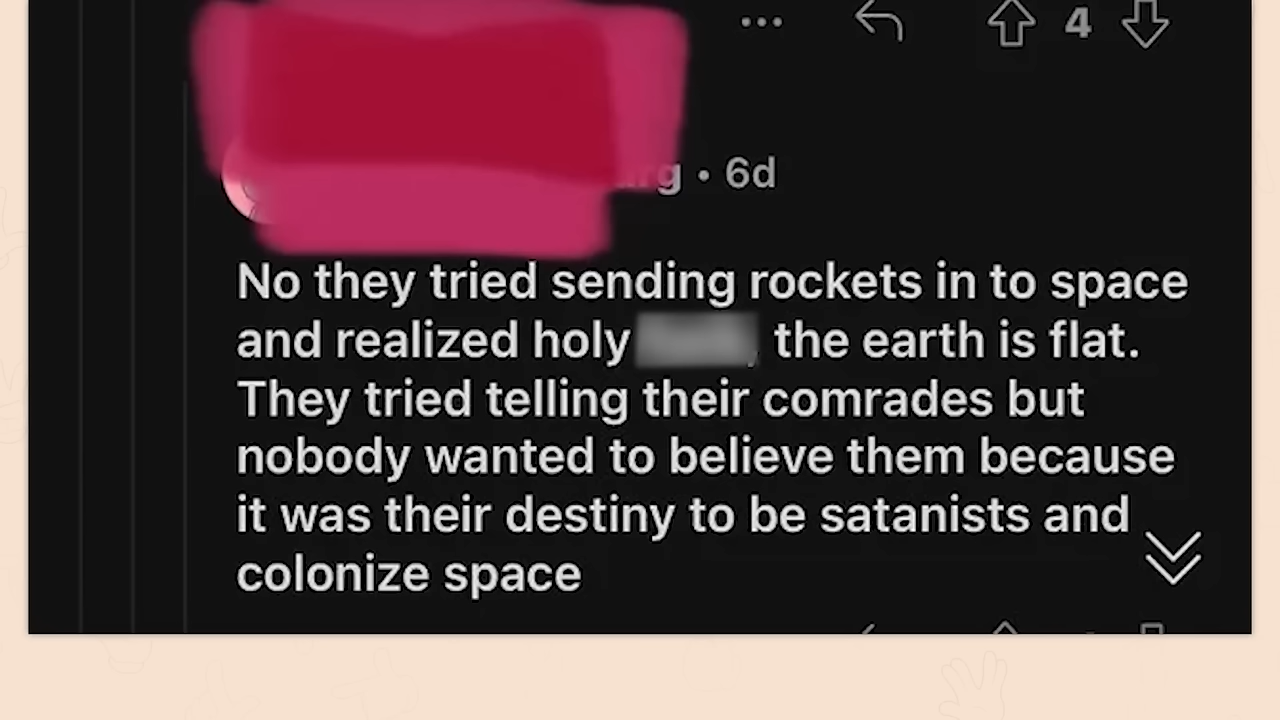 4
• 6d
No they tried sending rockets in to space
and realized holy the earth is flat.
They tried telling their comrades but
nobody wanted to believe them because
it was their destiny to be satanists and
colonize space